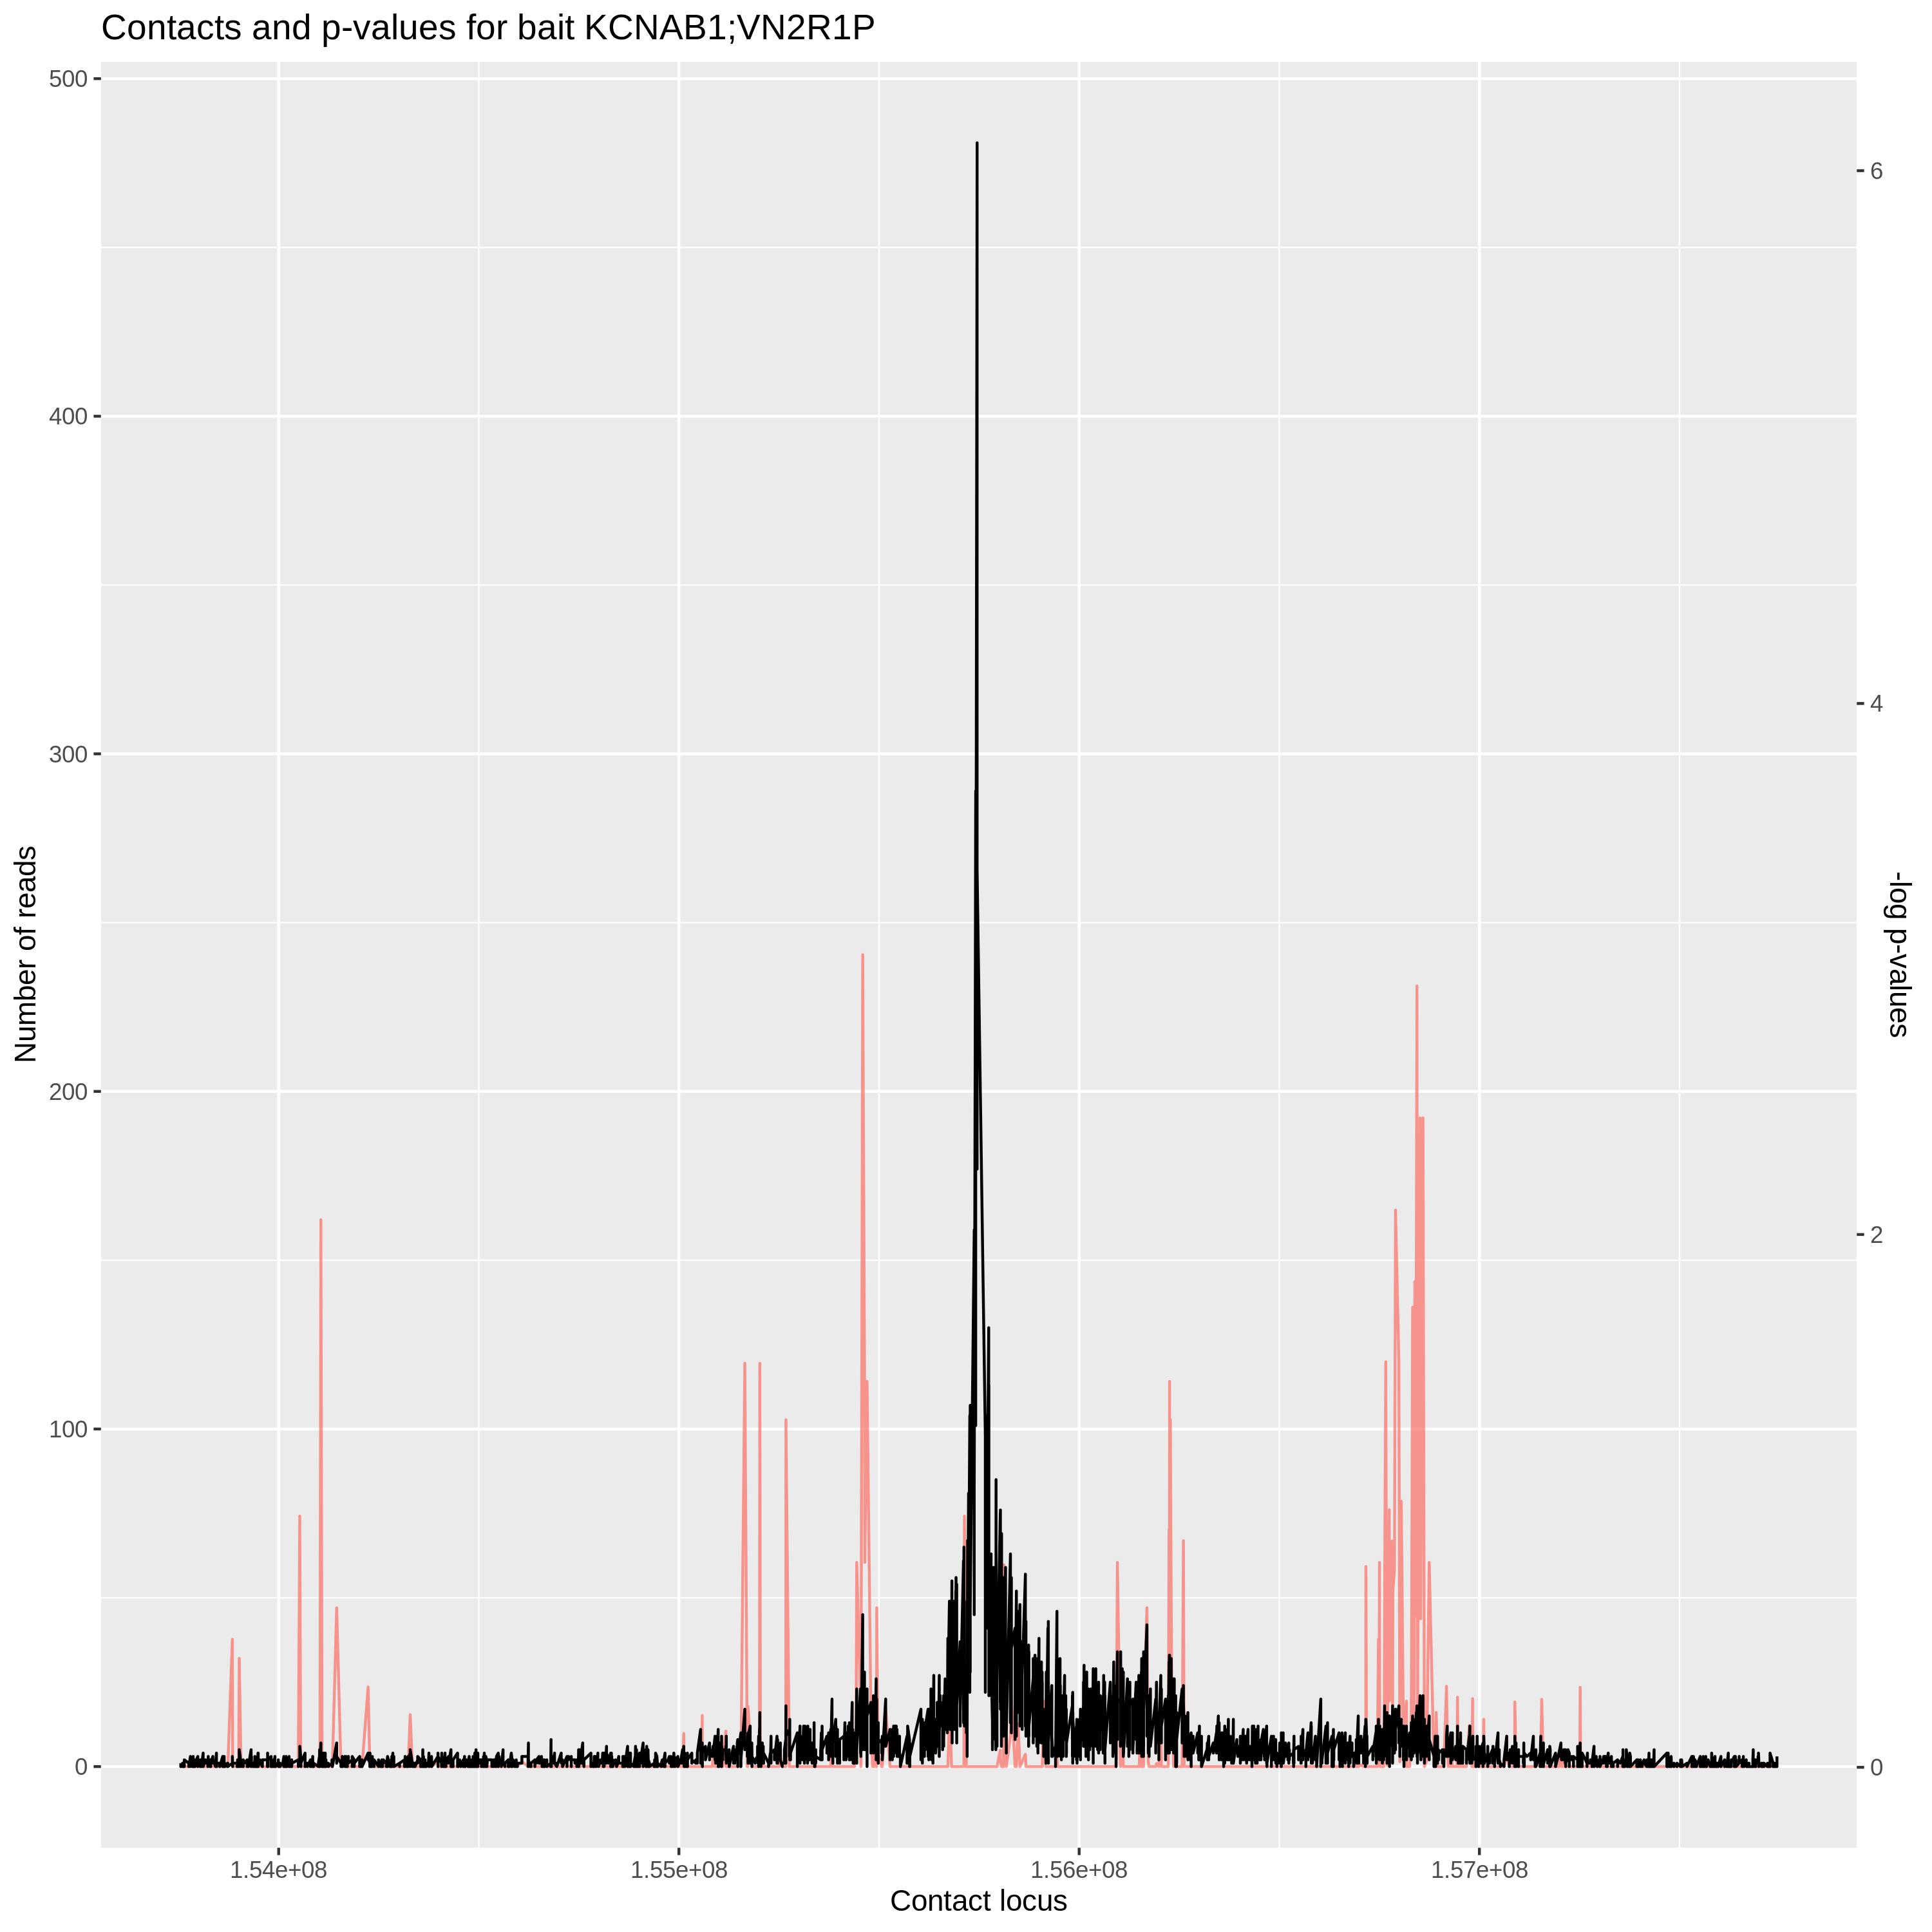 Contacts and p-values for bait KCNAB1;VN2R1P
500
400
300
200
100
0
Number of reads
6
4
2
0
-log p-values
1.54e+08
1.55e+08
1.56e+08
1.57e+08
Contact locus